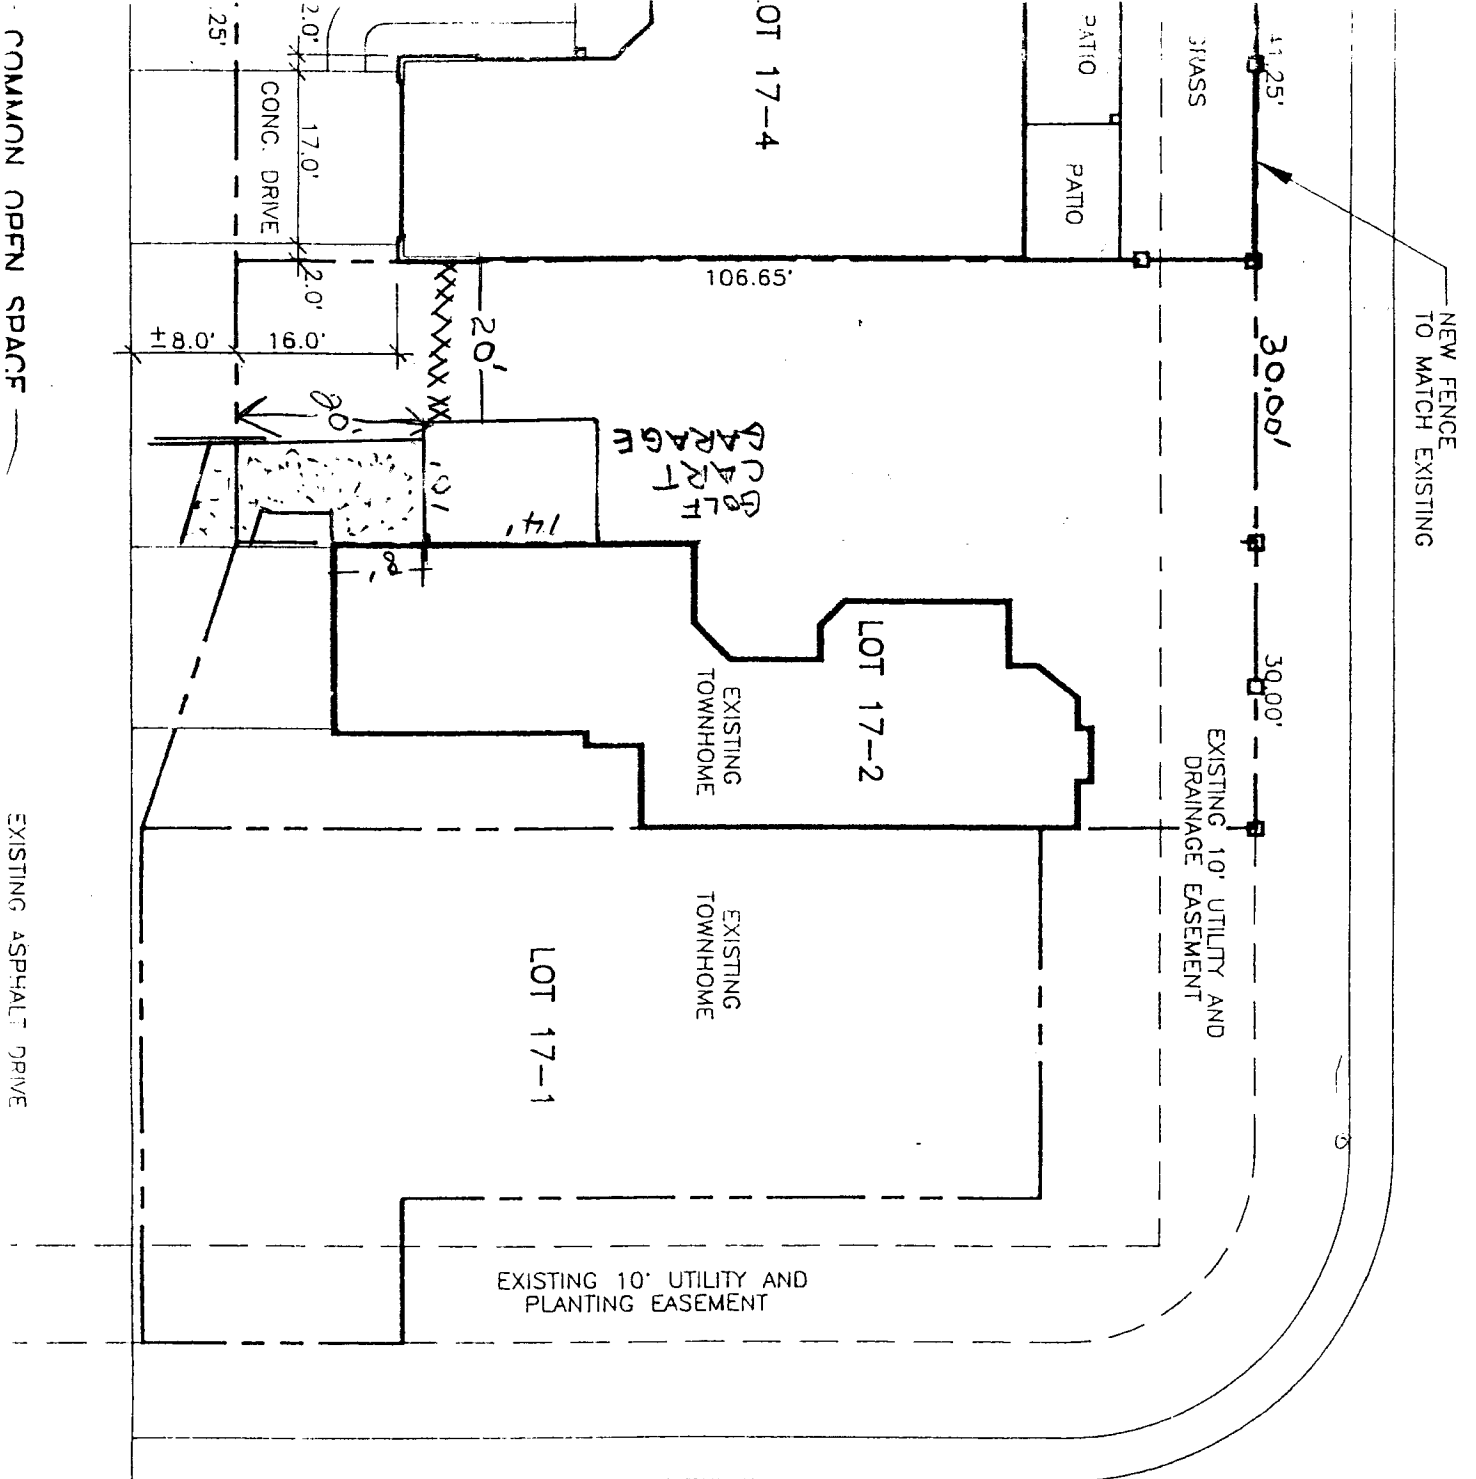 NEW FENCE
TO MATCH EXISTING
30.00'
30.00'
PATIO
PATIO
LOT 17-4
106.65'
2.0'
17.0'
CONC. DRIVE
2.0'
.25'
±8.0'
16.0'
20'
20'
10'
14'
8'
GOLF
CART
GARAGE
LOT 17-2
EXISTING
TOWNHOME
EXISTING 10' UTILITY AND
DRAINAGE EASEMENT
EXISTING
TOWNHOME
LOT 17-1
EXISTING 10' UTILITY AND
PLANTING EASEMENT
COMMON OPEN SPACE
EXISTING ASPHALT DRIVE